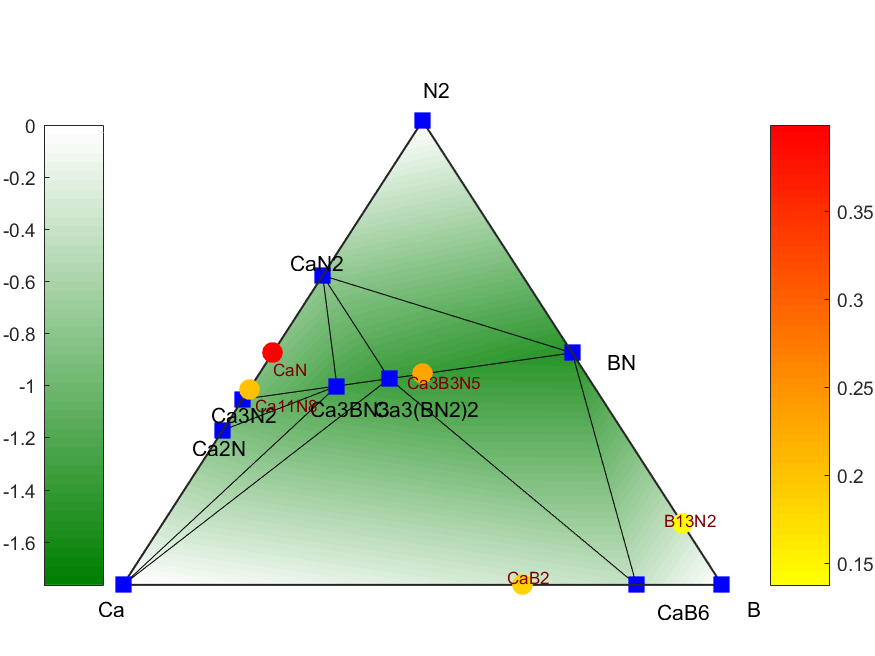 N2
0
-0.2
-0.4
-0.6
-0.8
-1
-1.2
-1.4
-1.6
CaN2
CaN
BN
Ca3B3N5
Ca11N8
Ca3N2
Ca3BN3
Ca3(BN2)2
Ca2N
B13N2
CaB2
Ca
CaB6
B
0.35
0.3
0.25
0.2
0.15